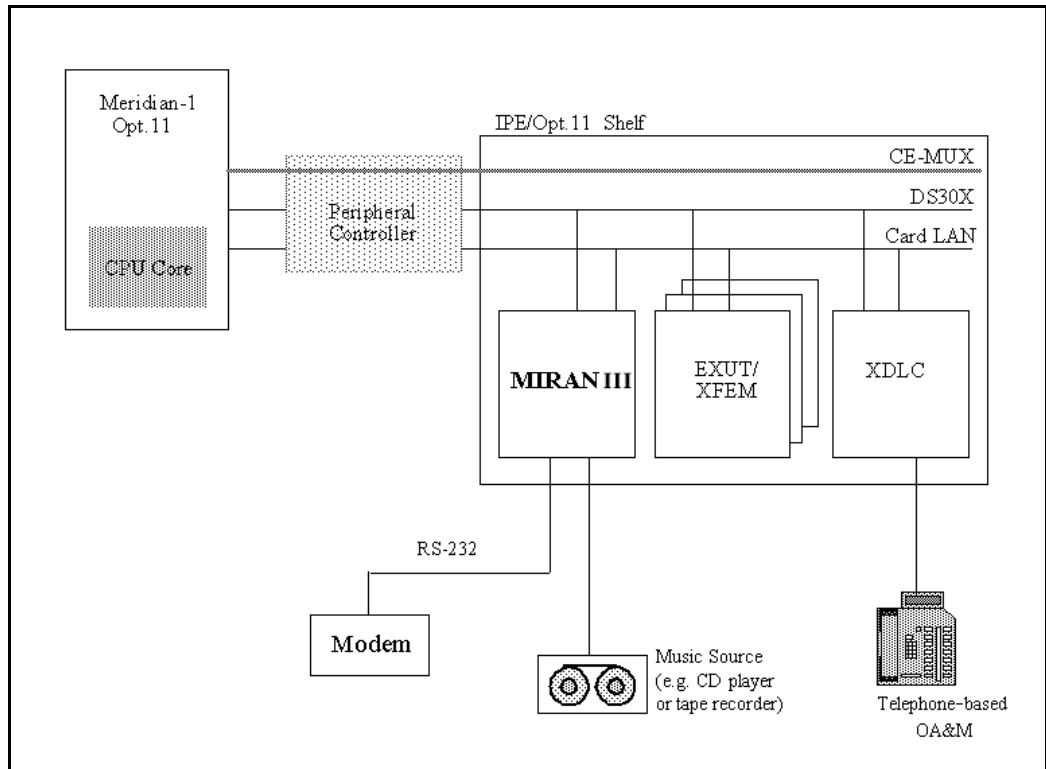 Meridian-1
Opt.11
CPU Core
Peripheral
Controller
IPE/Opt.11 Shelf
CE-MUX
DS30X
Card LAN
MIRAN III
EXUT/
XFEM
XDLC
RS-232
Modem
Music Source
(e.g. CD player
or tape recorder)
Telephone-based
OA&M